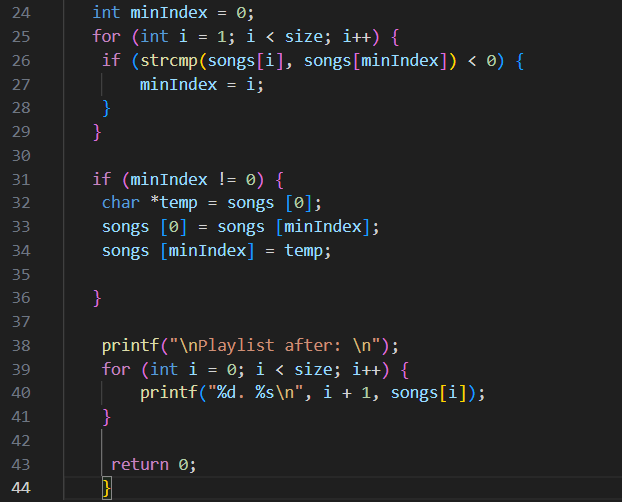 24 int minIndex = 0;
25 for (int i = 1; i < size; i++) {
26 if (strcmp(songs[i], songs[minIndex]) < 0) {
27 minIndex = i;
28 }
29 }
30
31 if (minIndex != 0) {
32 char *temp = songs [0];
33 songs [0] = songs [minIndex];
34 songs [minIndex] = temp;
35
36 }
37
38 printf("\nPlaylist after: \n");
39 for (int i = 0; i < size; i++) {
40 printf("%d. %s\n", i + 1, songs[i]);
41 }
42
43 return 0;
44 }